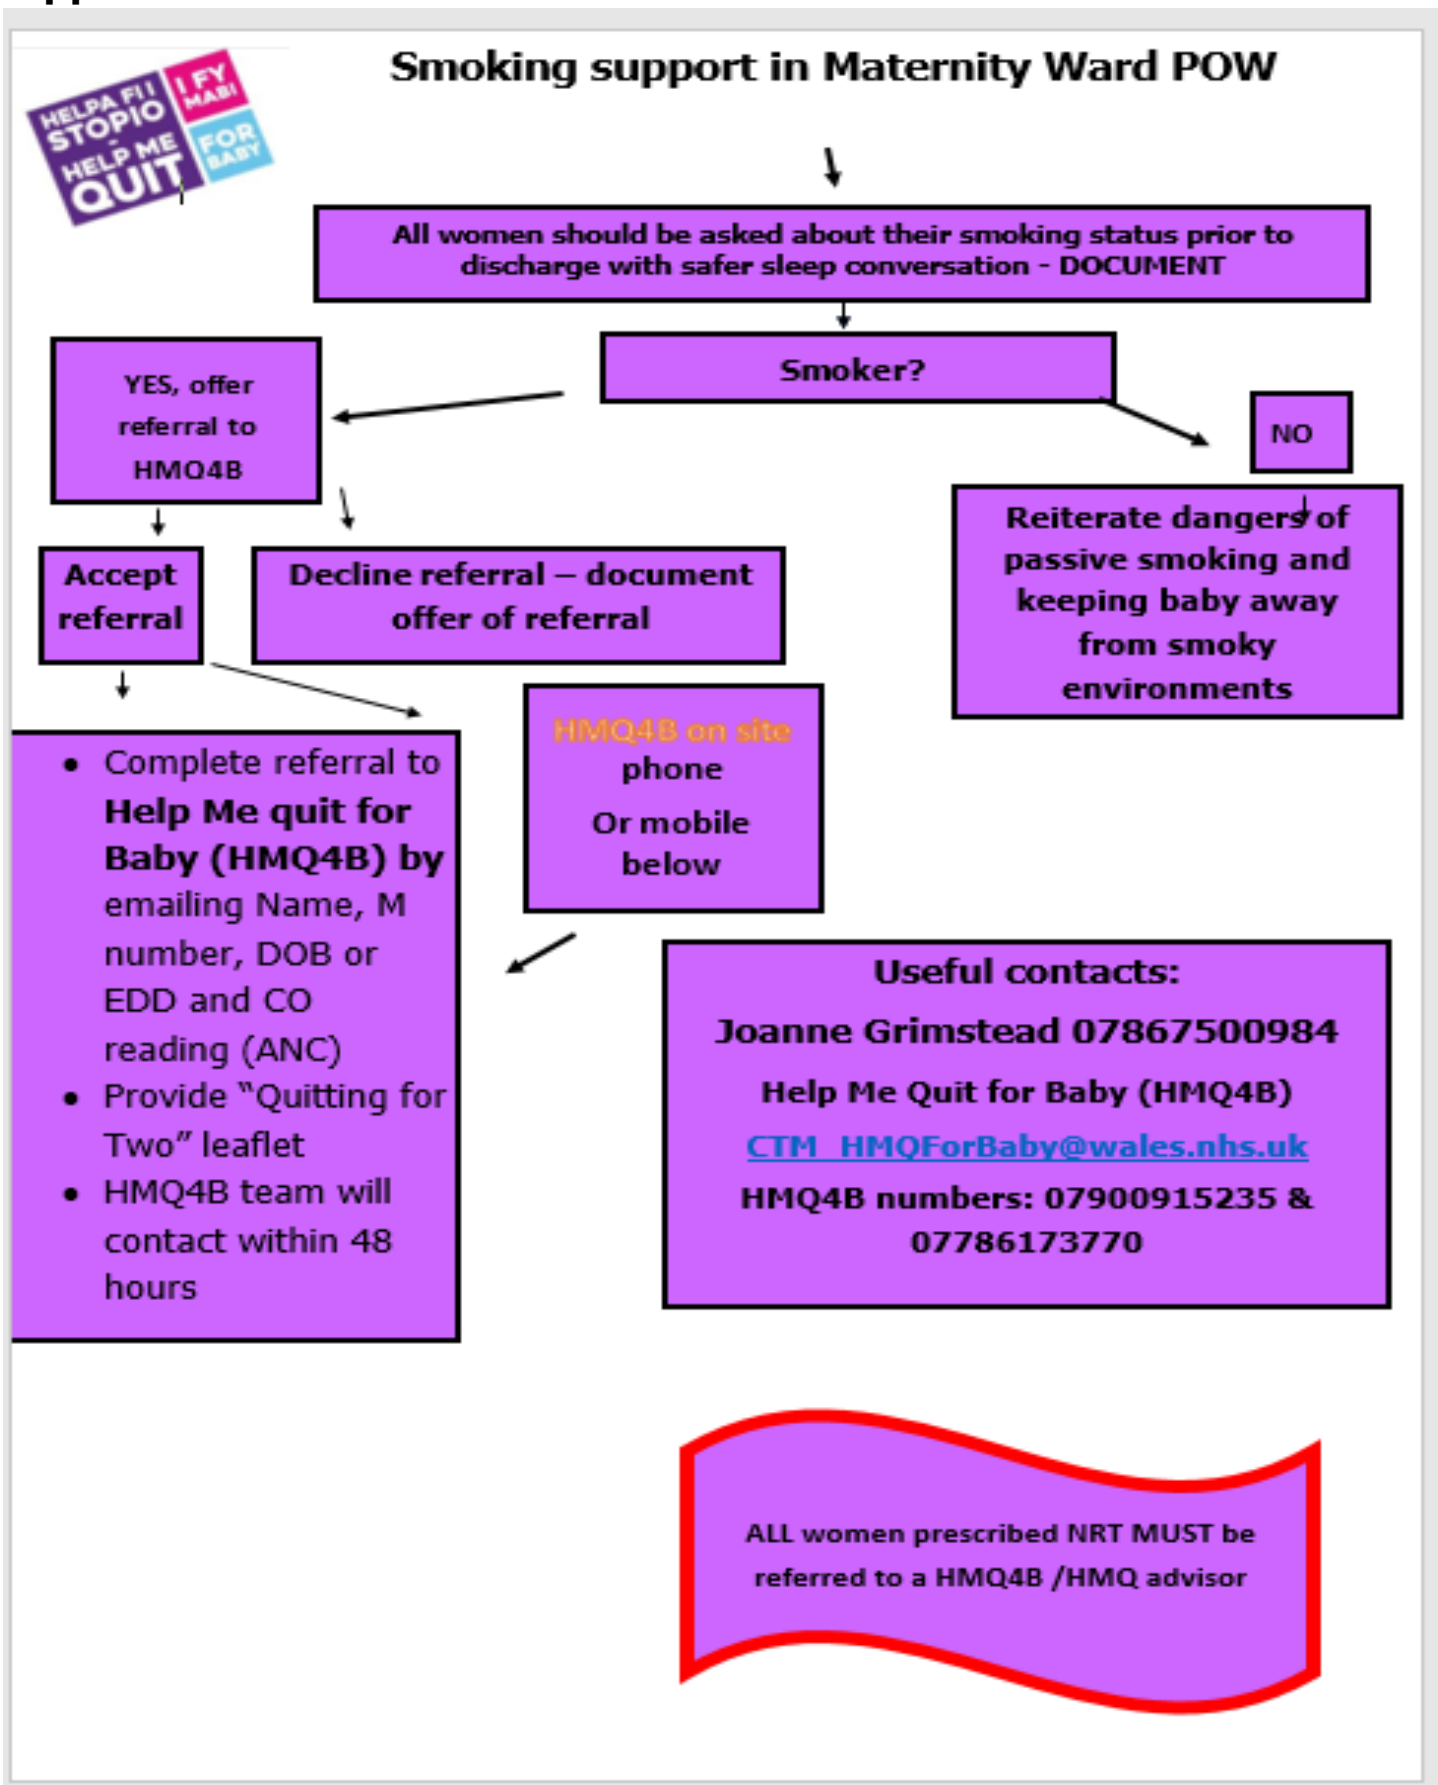 Smoking support in Maternity Ward POW
HELPA FI I
STOPIO
-
HELP ME
QUIT
I FY
MABI
FOR
BABY
All women should be asked about their smoking status prior to
discharge with safer sleep conversation - DOCUMENT
Smoker?
YES, offer
referral to
HMQ4B
NO
Accept
referral
Decline referral – document
offer of referral
Reiterate dangers of
passive smoking and
keeping baby away
from smoky
environments
• Complete referral to
Help Me quit for
Baby (HMQ4B) by
emailing Name, M
number, DOB or
EDD and CO
reading (ANC)
• Provide “Quitting for
Two” leaflet
• HMQ4B team will
contact within 48
hours
HMQ4B on site
phone
Or mobile
below
Useful contacts:
Joanne Grimstead 07867500984
Help Me Quit for Baby (HMQ4B)
CTM_HMQForBaby@wales.nhs.uk
HMQ4B numbers: 07900915235 &
07786173770
ALL women prescribed NRT MUST be
referred to a HMQ4B /HMQ advisor